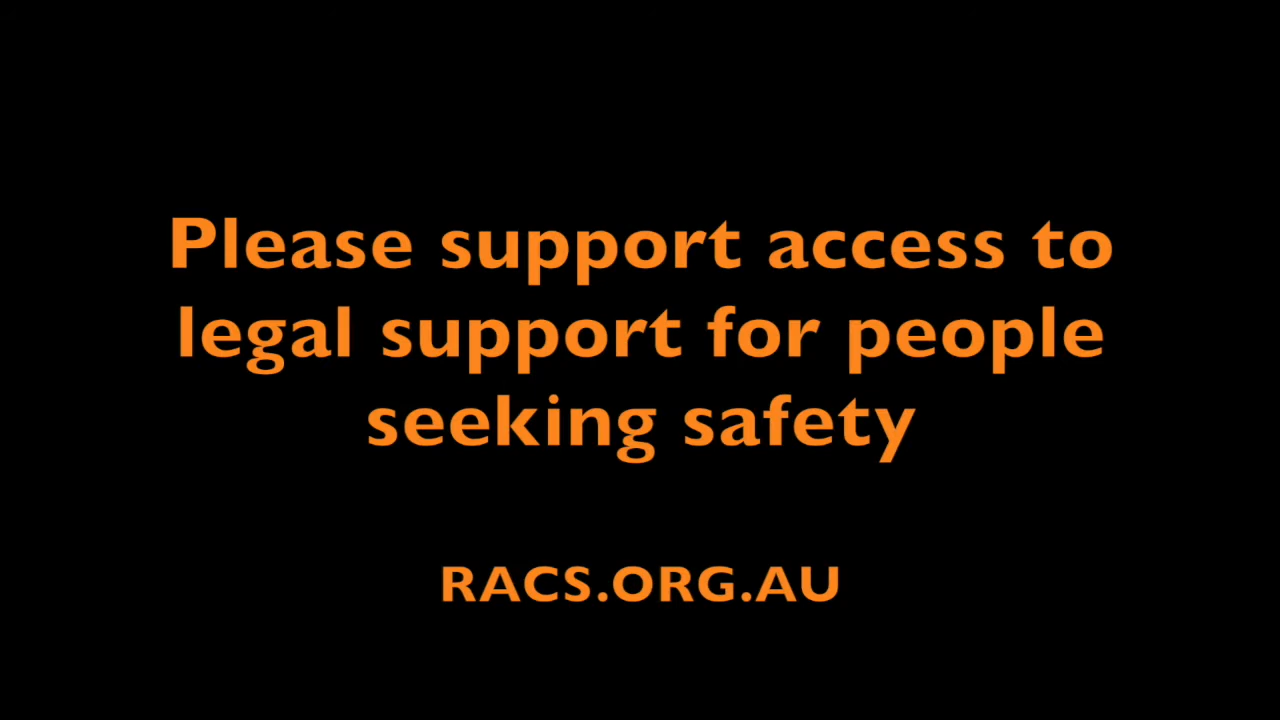 Please support access to
legal support for people
seeking safety
RACS.ORG.AU